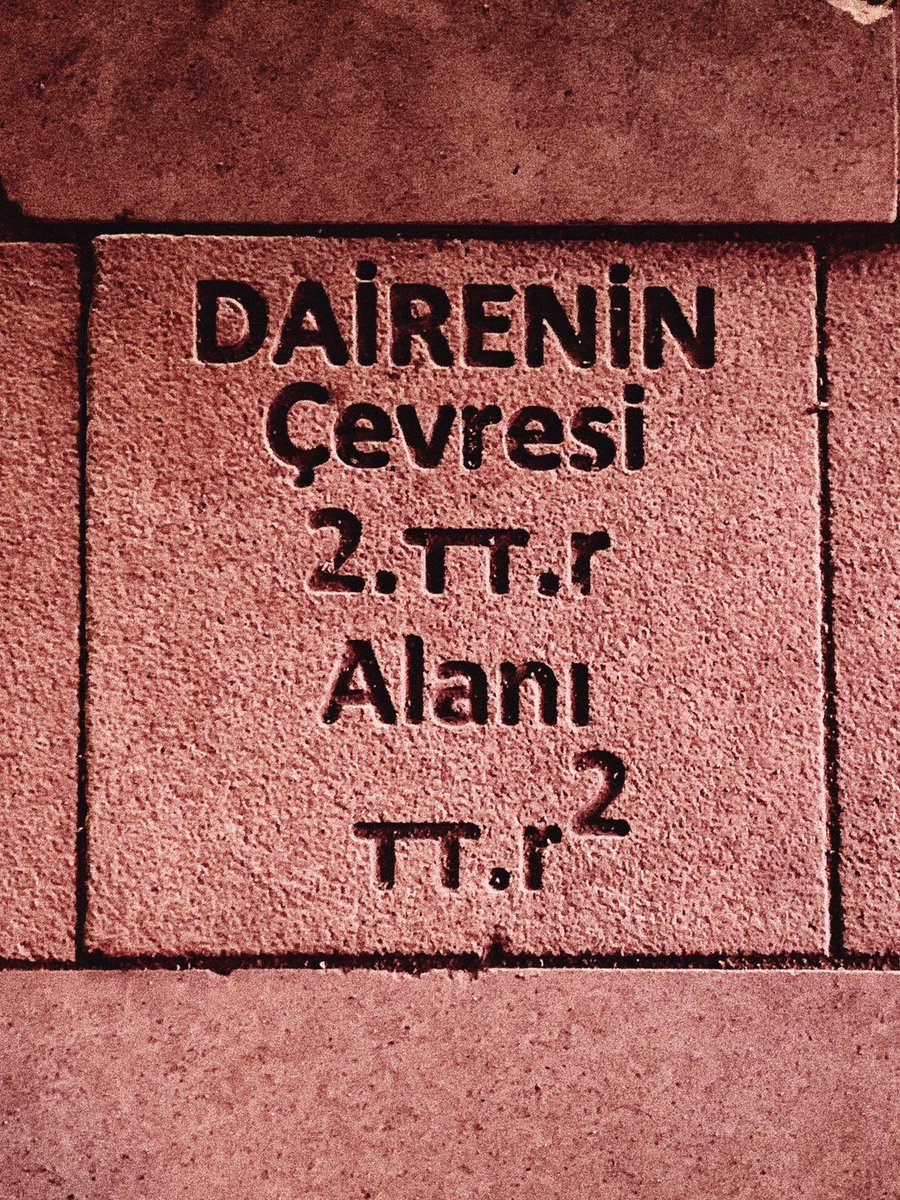 DAİRENİN
Çevresi
2.π.r
Alanı
π.r²